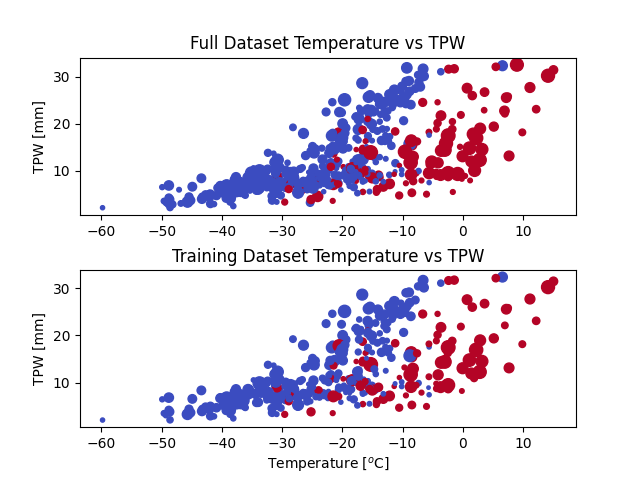 Full Dataset Temperature vs TPW
TPW [mm]
30
20
10
−60 −50 −40 −30 −20 −10 0 10
Training Dataset Temperature vs TPW
TPW [mm]
30
20
10
−60 −50 −40 −30 −20 −10 0 10
Temperature [°C]